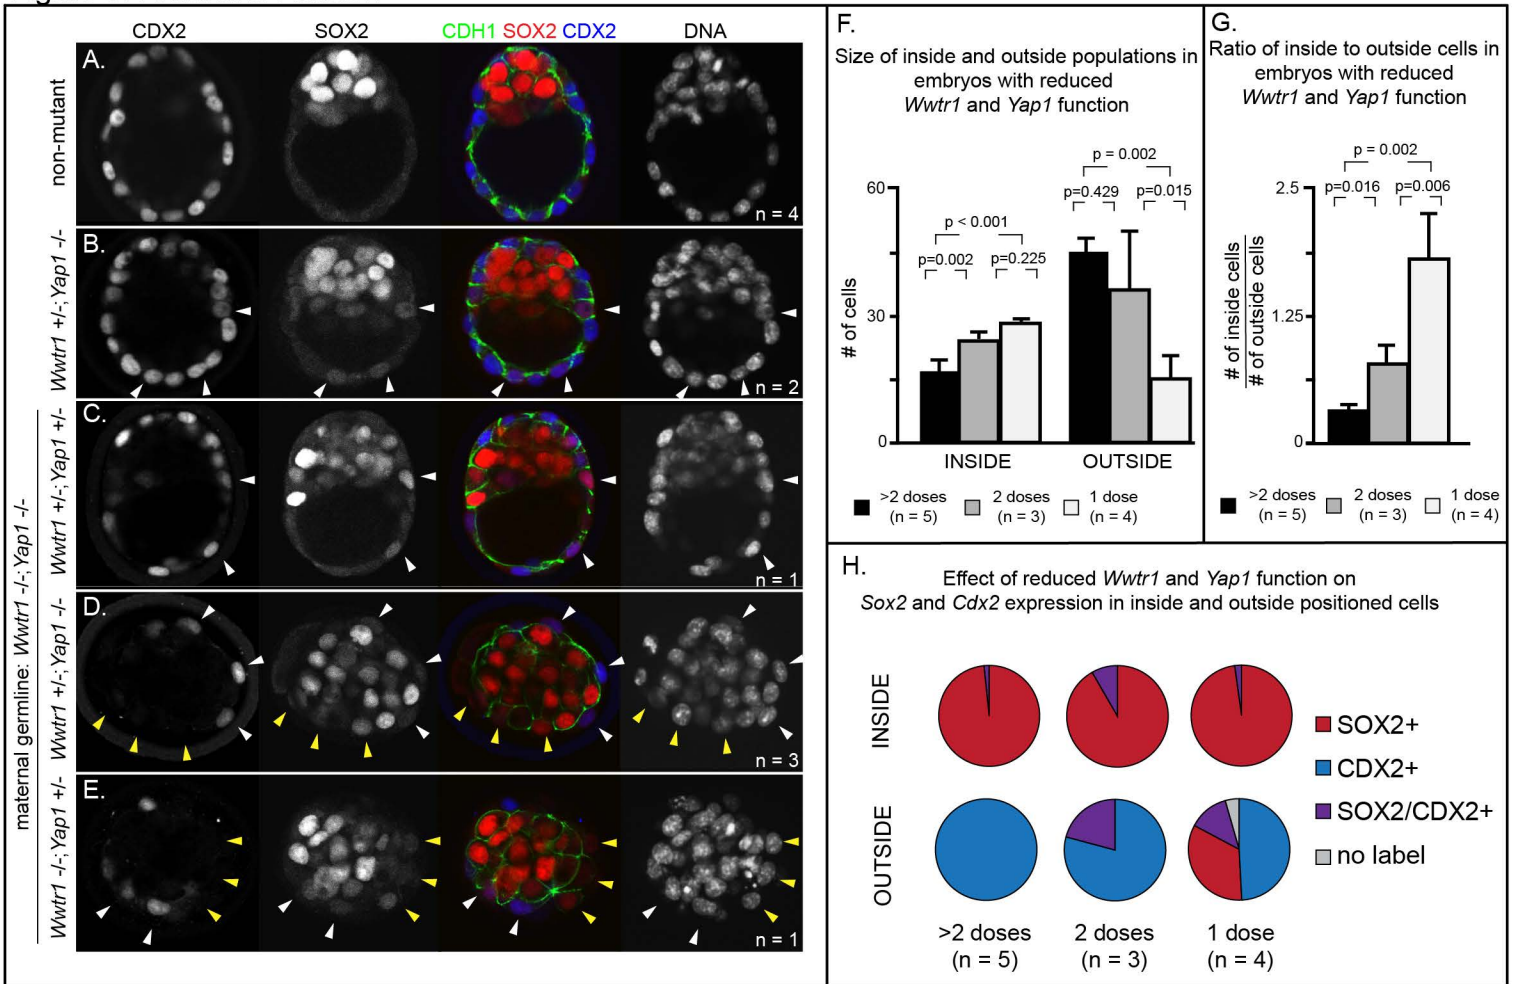 CDX2 SOX2 CDH1 SOX2 CDX2 DNA
maternal germline: Wwtr1 -/-; Yap1 -/-
non-mutant
A.
n = 4
Wwtr1 +/-;Yap1 -/-
B.
n = 2
Wwtr1 +/-;Yap1 +/-
C.
n = 1
Wwtr1 +/-;Yap1 -/-
D.
n = 3
Wwtr1 -/-;Yap1 +/-
E.
n = 1
F.
Size of inside and outside populations in
embryos with reduced
Wwtr1 and Yap1 function
# of cells
60
30
0
p < 0.001
p=0.002 p=0.225
p = 0.002
p=0.429 p=0.015
INSIDE OUTSIDE
>2 doses 2 doses 1 dose
(n = 5) (n = 3) (n = 4)
G.
Ratio of inside to outside cells in
embryos with reduced
Wwtr1 and Yap1 function
# of inside cells
# of outside cells
2.5
1.25
0
p = 0.002
p=0.016 p=0.006
>2 doses 2 doses 1 dose
(n = 5) (n = 3) (n = 4)
H.
Effect of reduced Wwtr1 and Yap1 function on
Sox2 and Cdx2 expression in inside and outside positioned cells
INSIDE
OUTSIDE
SOX2+
CDX2+
SOX2/CDX2+
no label
>2 doses 2 doses 1 dose
(n = 5) (n = 3) (n = 4)